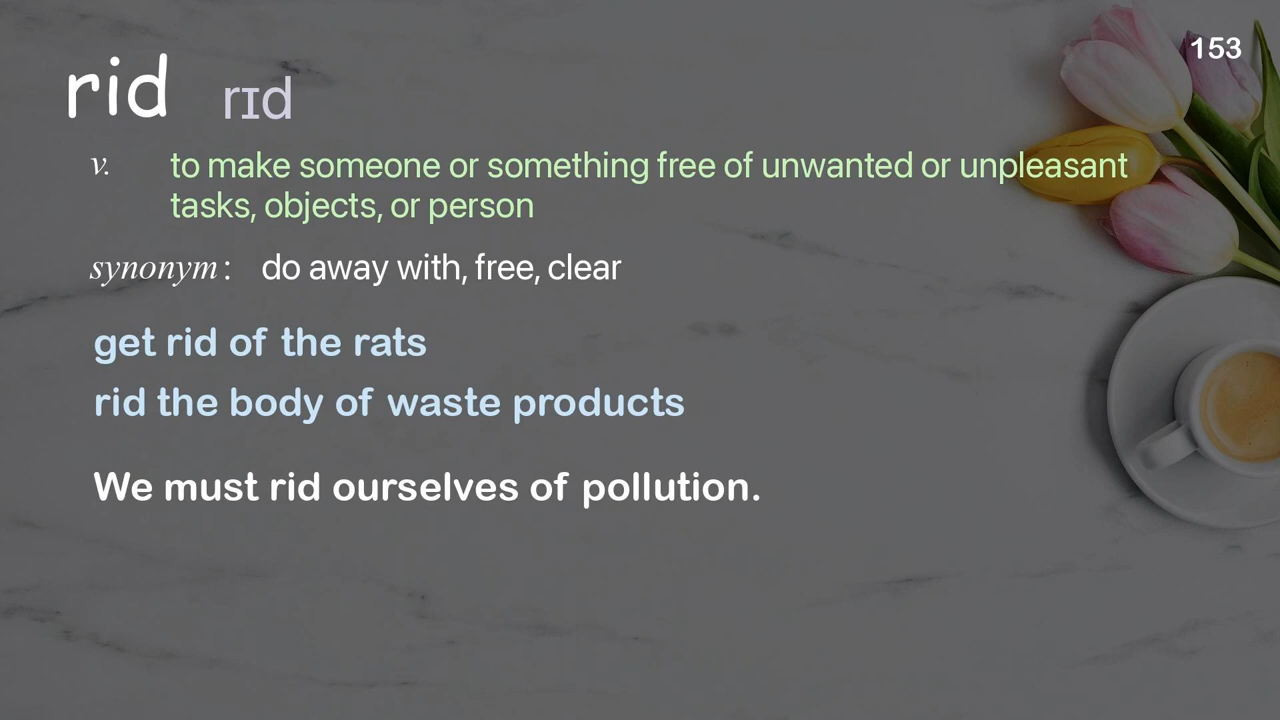 153
rid rɪd
v. to make someone or something free of unwanted or unpleasant
tasks, objects, or person
synonym: do away with, free, clear
get rid of the rats
rid the body of waste products
We must rid ourselves of pollution.